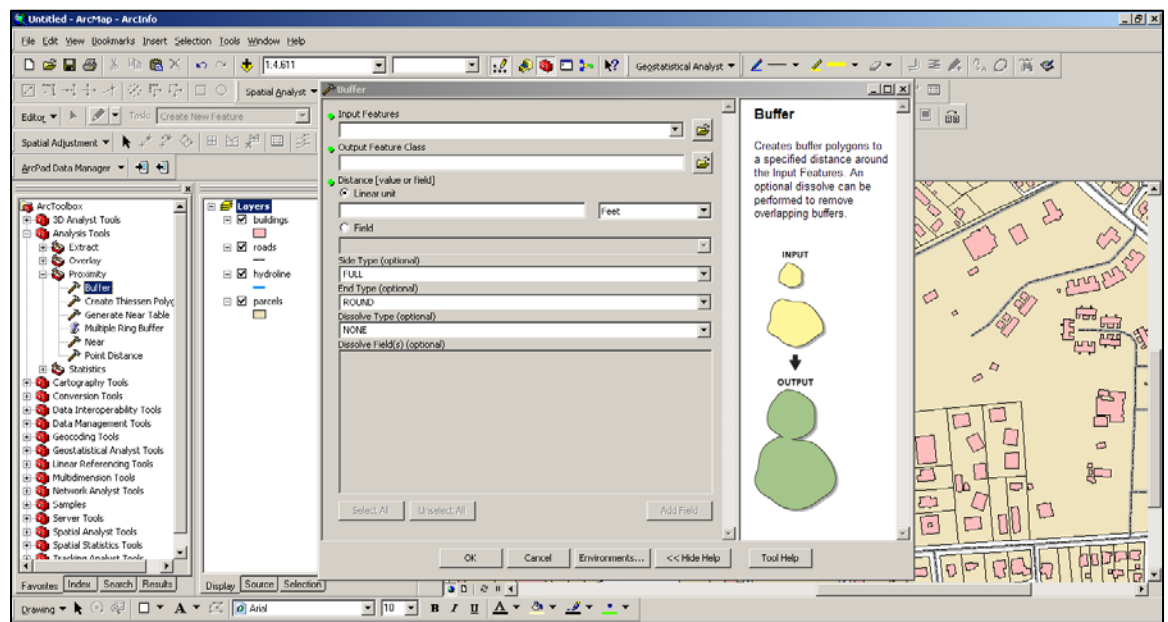 Untitled - ArcMap - ArcInfo
File Edit View Bookmarks Insert Selection Tools Window Help
1:4,611
Geostatistical Analyst
Spatial Analyst
Editor
Task: Create New Feature
Spatial Adjustment
ArcPad Data Manager
ArcToolbox
3D Analyst Tools
Analysis Tools
Extract
Overlay
Proximity
Buffer
Create Thiessen Polyg
Generate Near Table
Multiple Ring Buffer
Near
Point Distance
Statistics
Cartography Tools
Conversion Tools
Data Interoperability Tools
Data Management Tools
Geocoding Tools
Geostatistical Analyst Tools
Linear Referencing Tools
Multidimension Tools
Network Analyst Tools
Samples
Server Tools
Spatial Analyst Tools
Spatial Statistics Tools
Tracking Analyst Tools
Favorites Index Search Results
Layers
buildings
roads
hydroline
parcels
Display Source Selection
Buffer
Input Features
Output Feature Class
Distance [value or field]
Linear unit
Feet
Field
Side Type (optional)
FULL
End Type (optional)
ROUND
Dissolve Type (optional)
NONE
Dissolve Field(s) (optional)
Select All Unselect All Add Field
OK Cancel Environments... << Hide Help Tool Help
Buffer
Creates buffer polygons to
a specified distance around
the Input Features. An
optional dissolve can be
performed to remove
overlapping buffers.
INPUT
OUTPUT
Drawing A Arial 10 B I U A